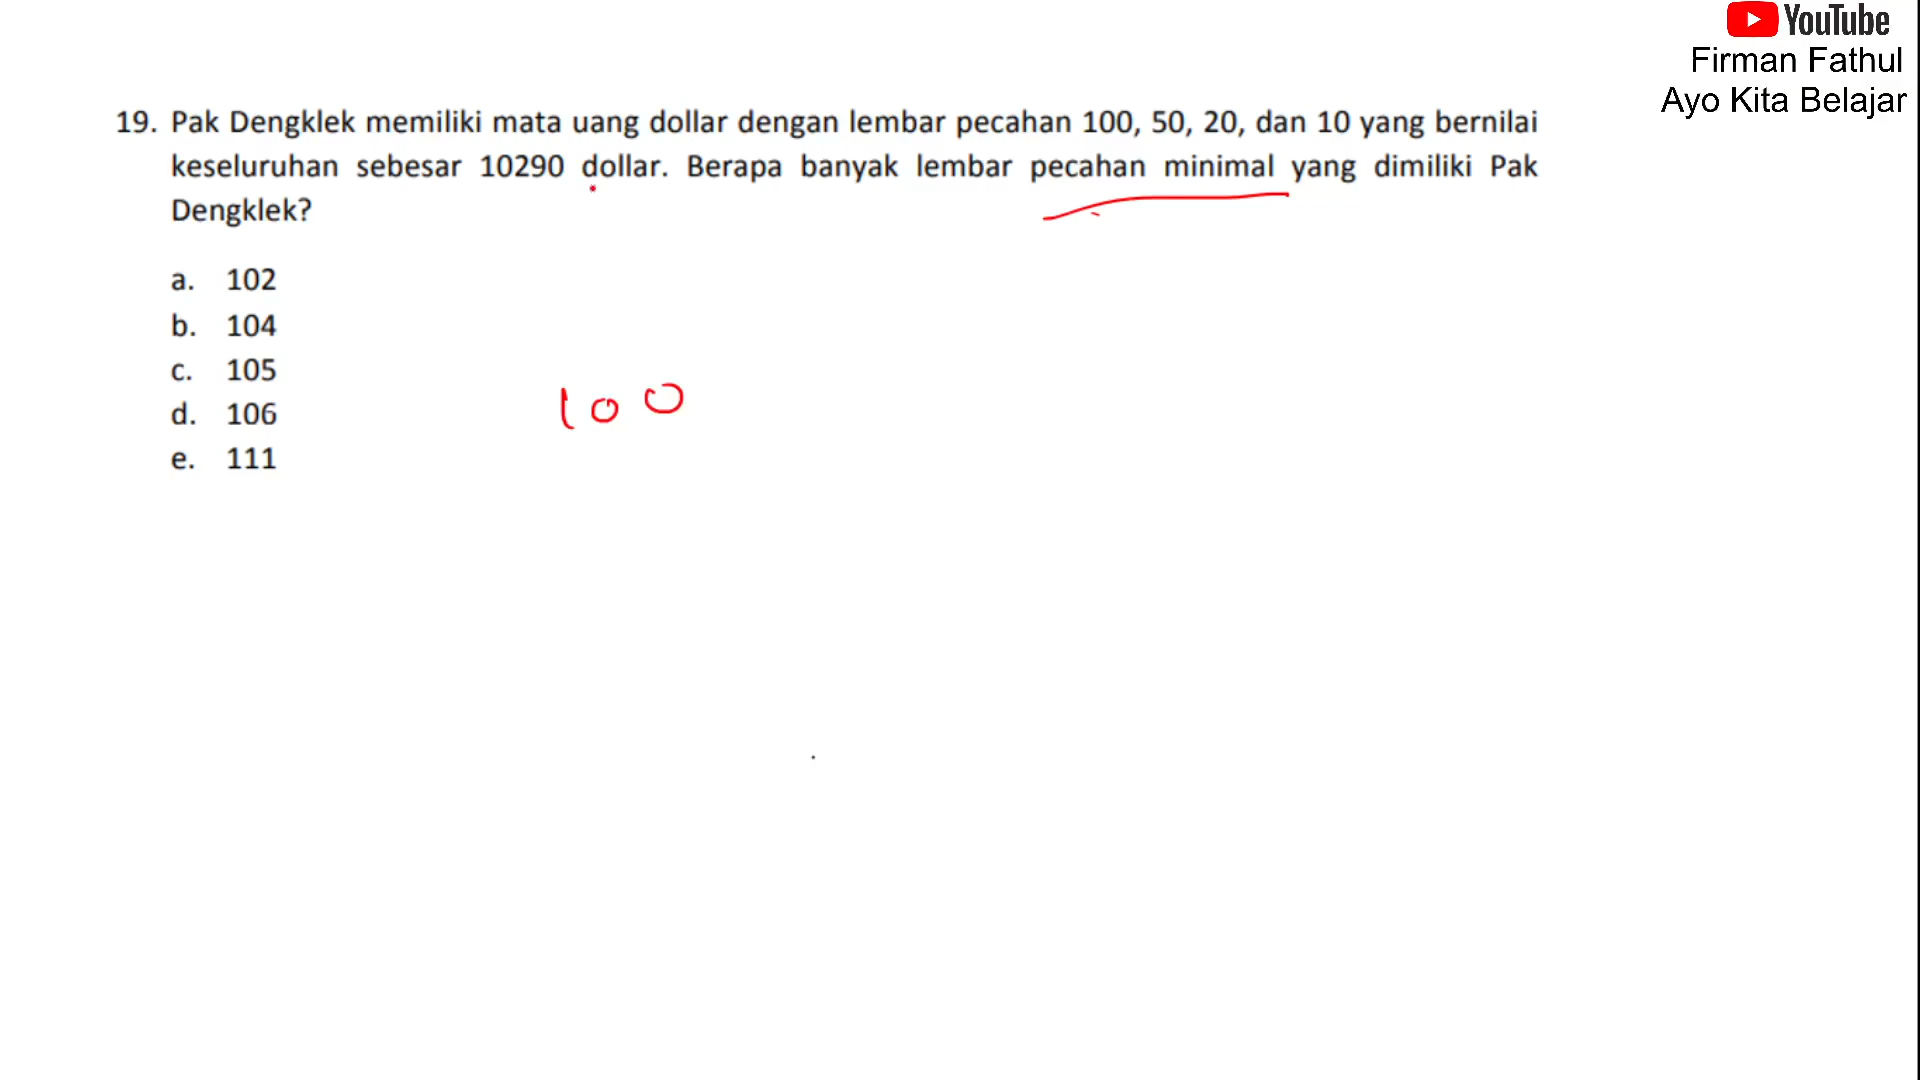 YouTube
Firman Fathul
Ayo Kita Belajar
19. Pak Dengklek memiliki mata uang dollar dengan lembar pecahan 100, 50, 20, dan 10 yang bernilai
keseluruhan sebesar 10290 dollar. Berapa banyak lembar pecahan minimal yang dimiliki Pak
Dengklek?
a. 102
b. 104
c. 105
d. 106
e. 111
100